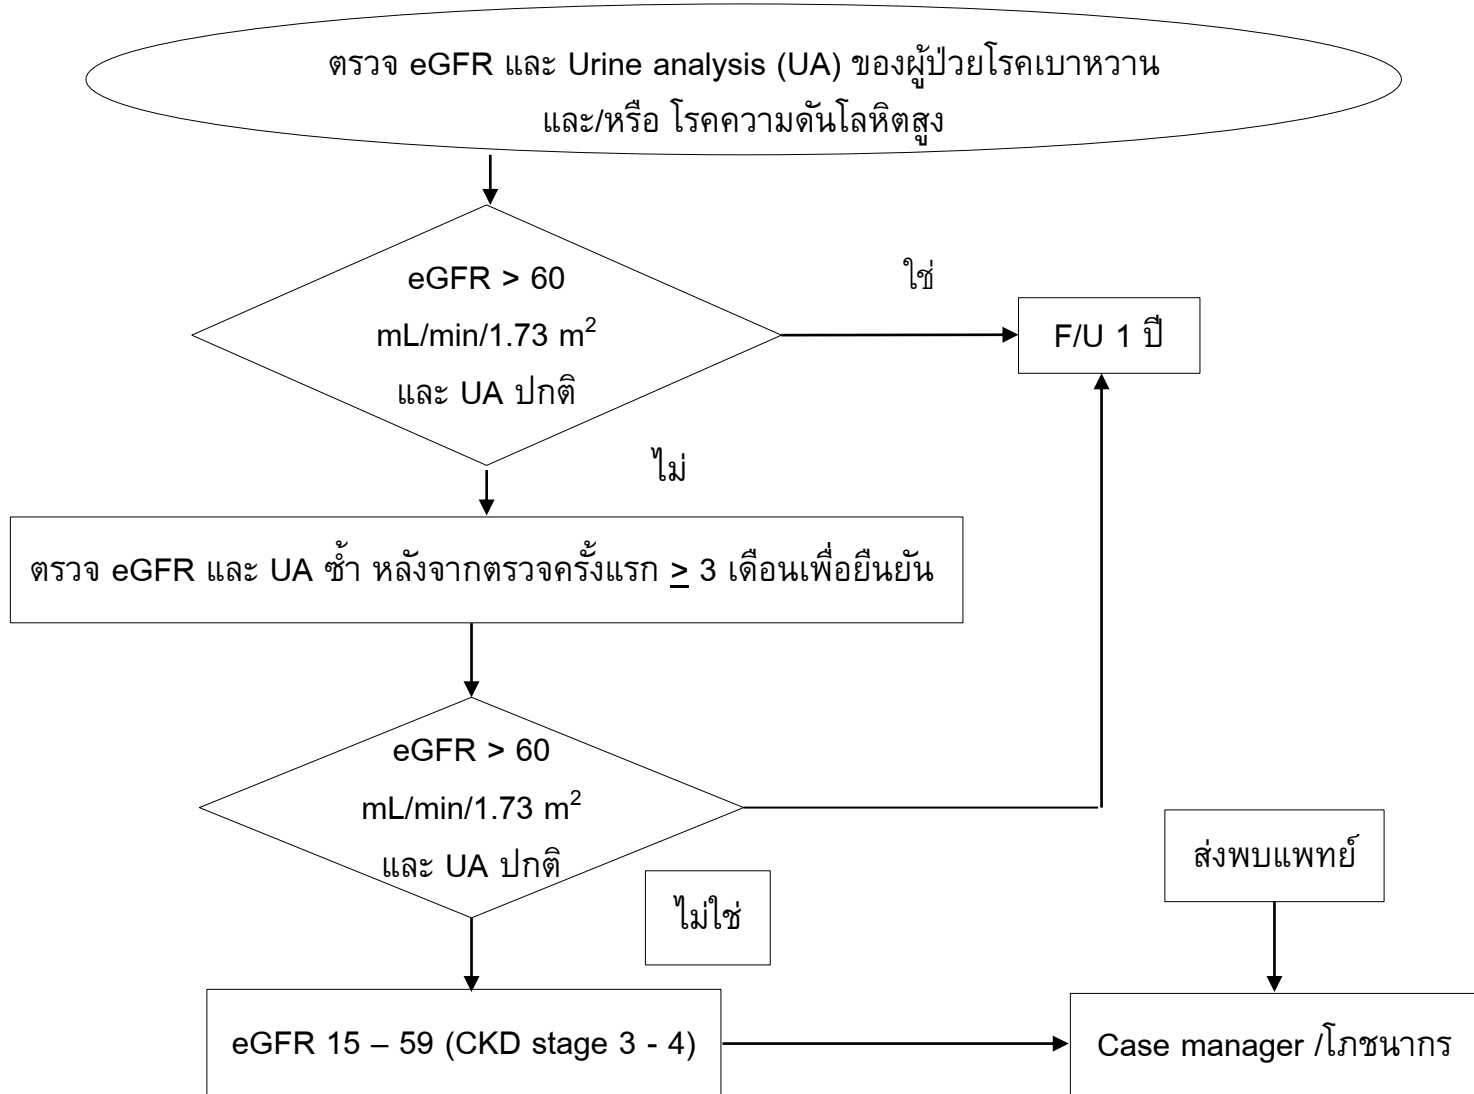 ตรวจ eGFR และ Urine analysis (UA) ของผู้ป่วยโรคเบาหวาน
และ/หรือ โรคความดันโลหิตสูง
eGFR > 60
mL/min/1.73 m²
และ UA ปกติ
ใช่
F/U 1 ปี
ไม่
ตรวจ eGFR และ UA ซ้ำ หลังจากตรวจครั้งแรก ≥ 3 เดือนเพื่อยืนยัน
eGFR > 60
mL/min/1.73 m²
และ UA ปกติ
ส่งพบแพทย์
ไม่ใช่
eGFR 15 – 59 (CKD stage 3 - 4)
Case manager /โภชนากร